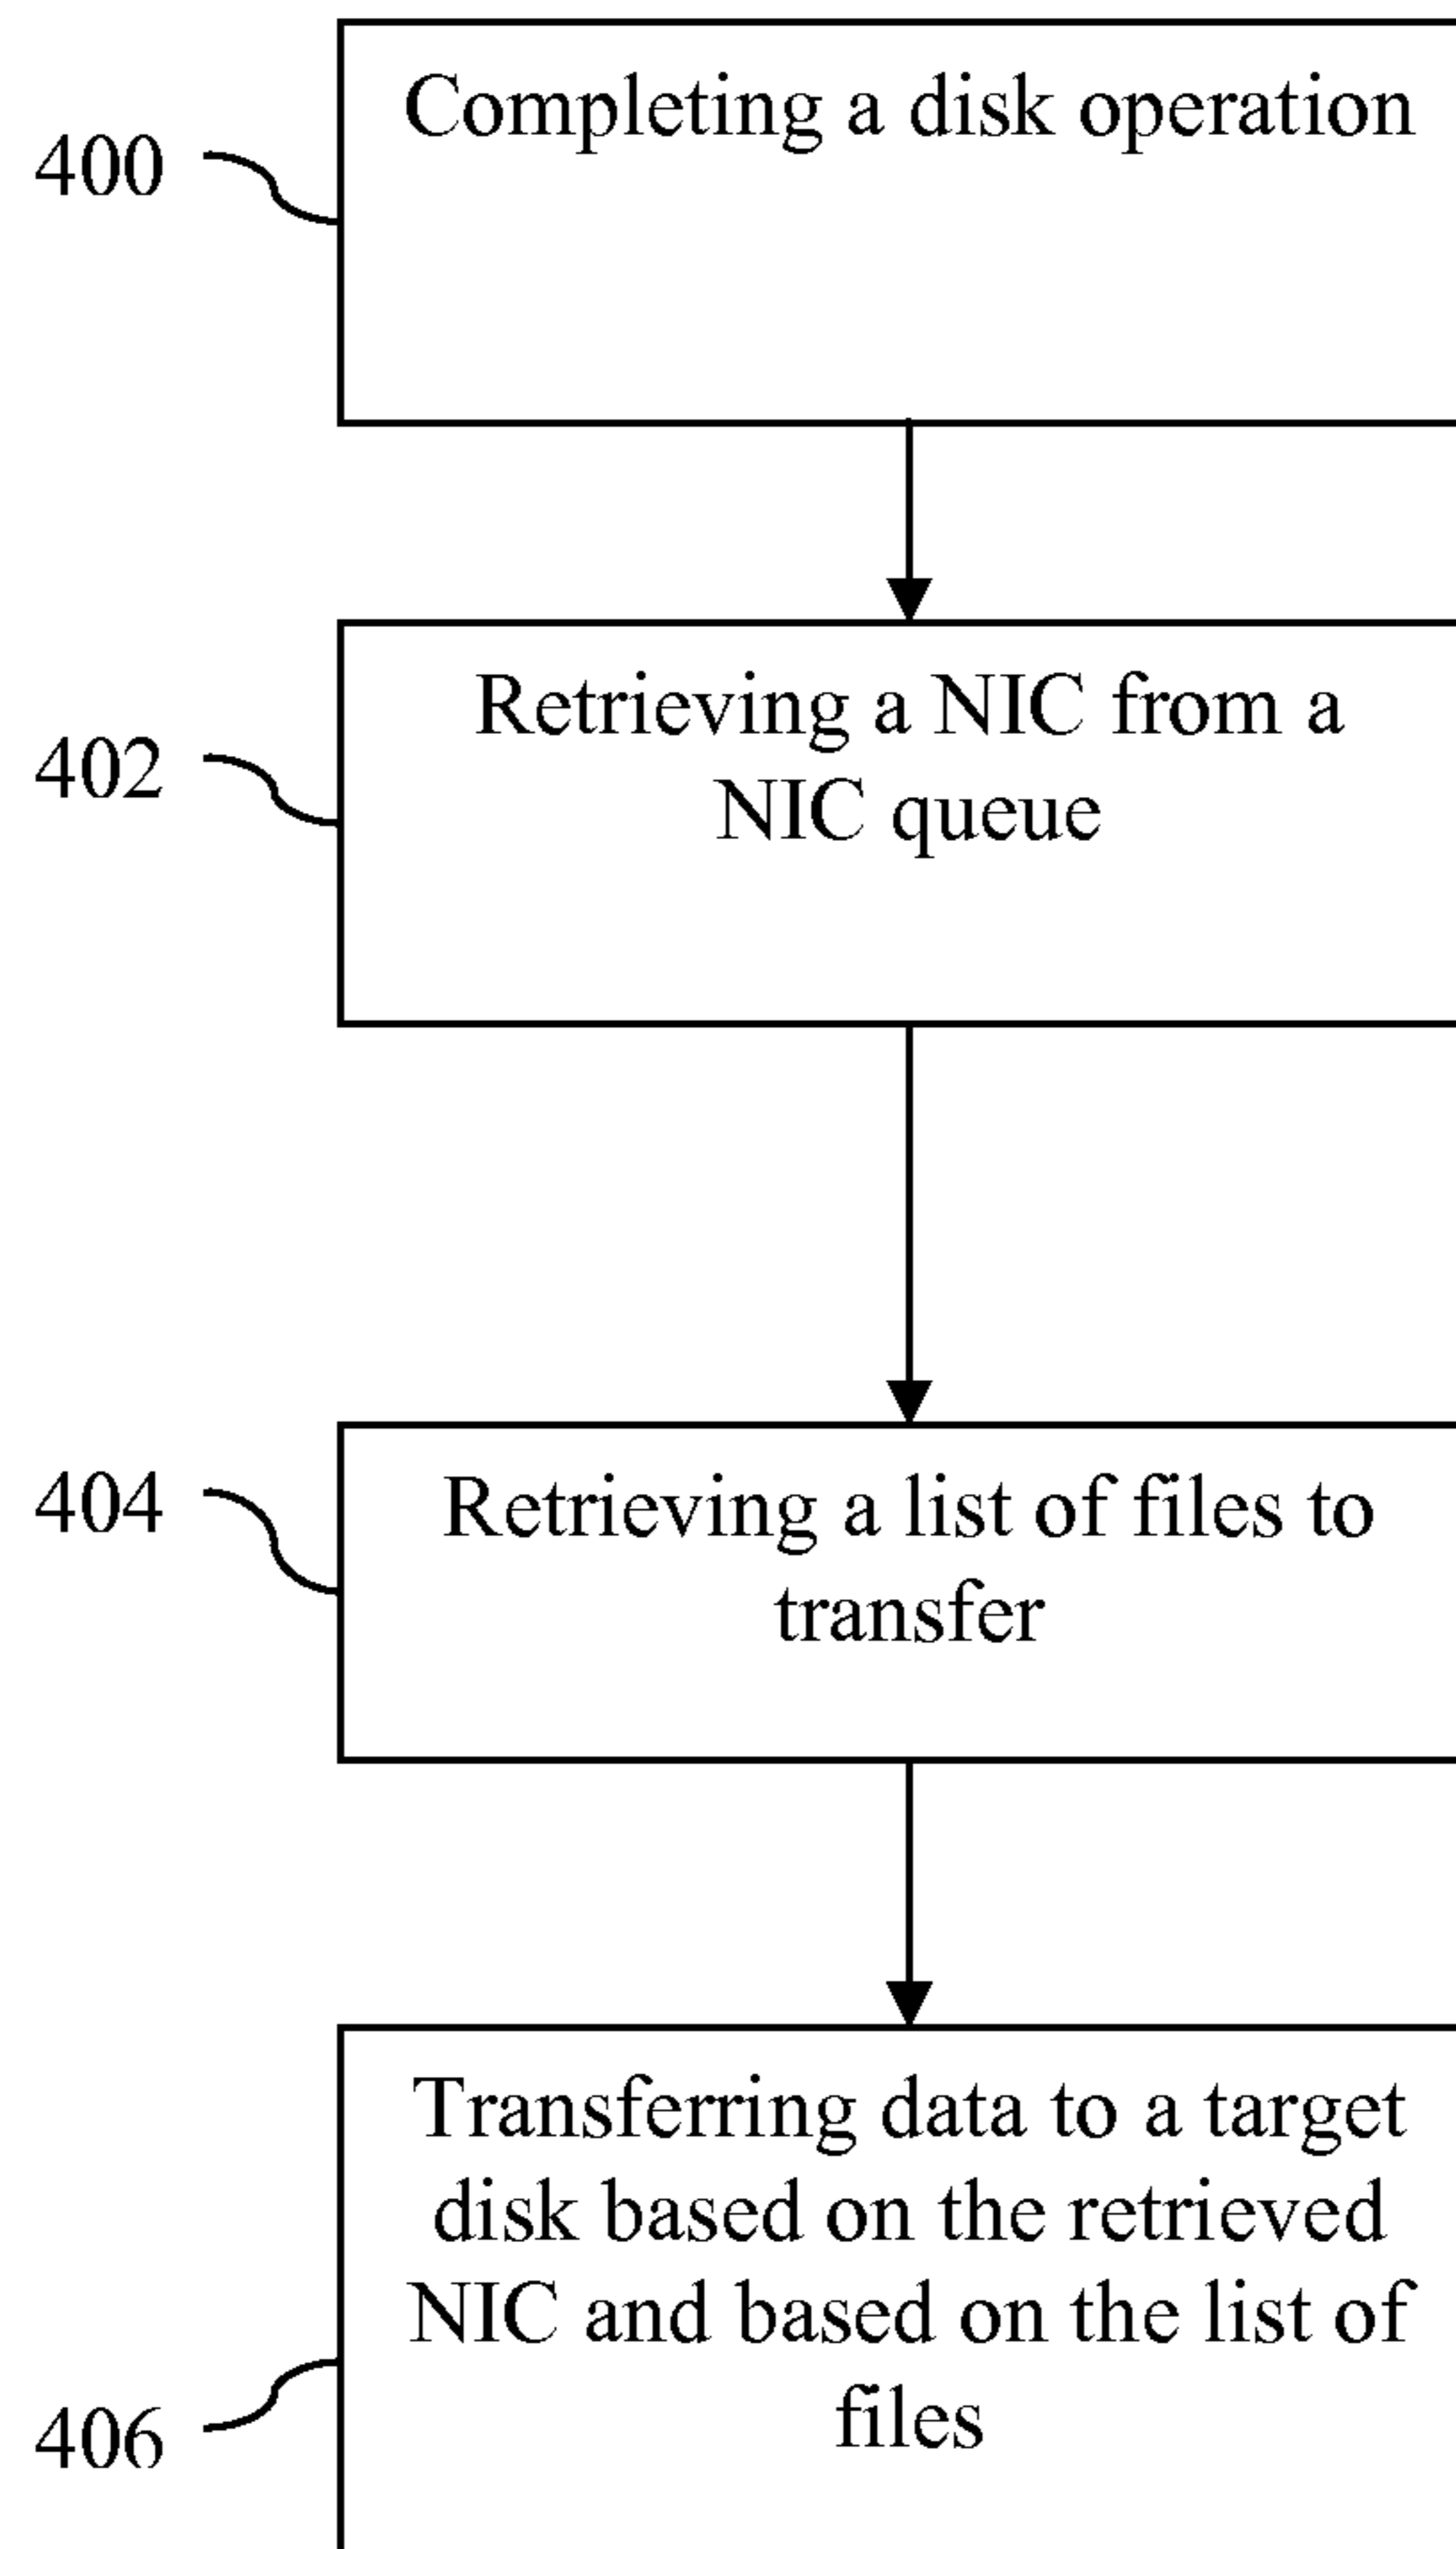 Completing a disk operation
400
Retrieving a NIC from a
NIC queue
402
Retrieving a list of files to
transfer
404
Transferring data to a target
disk based on the retrieved
NIC and based on the list of
files
406